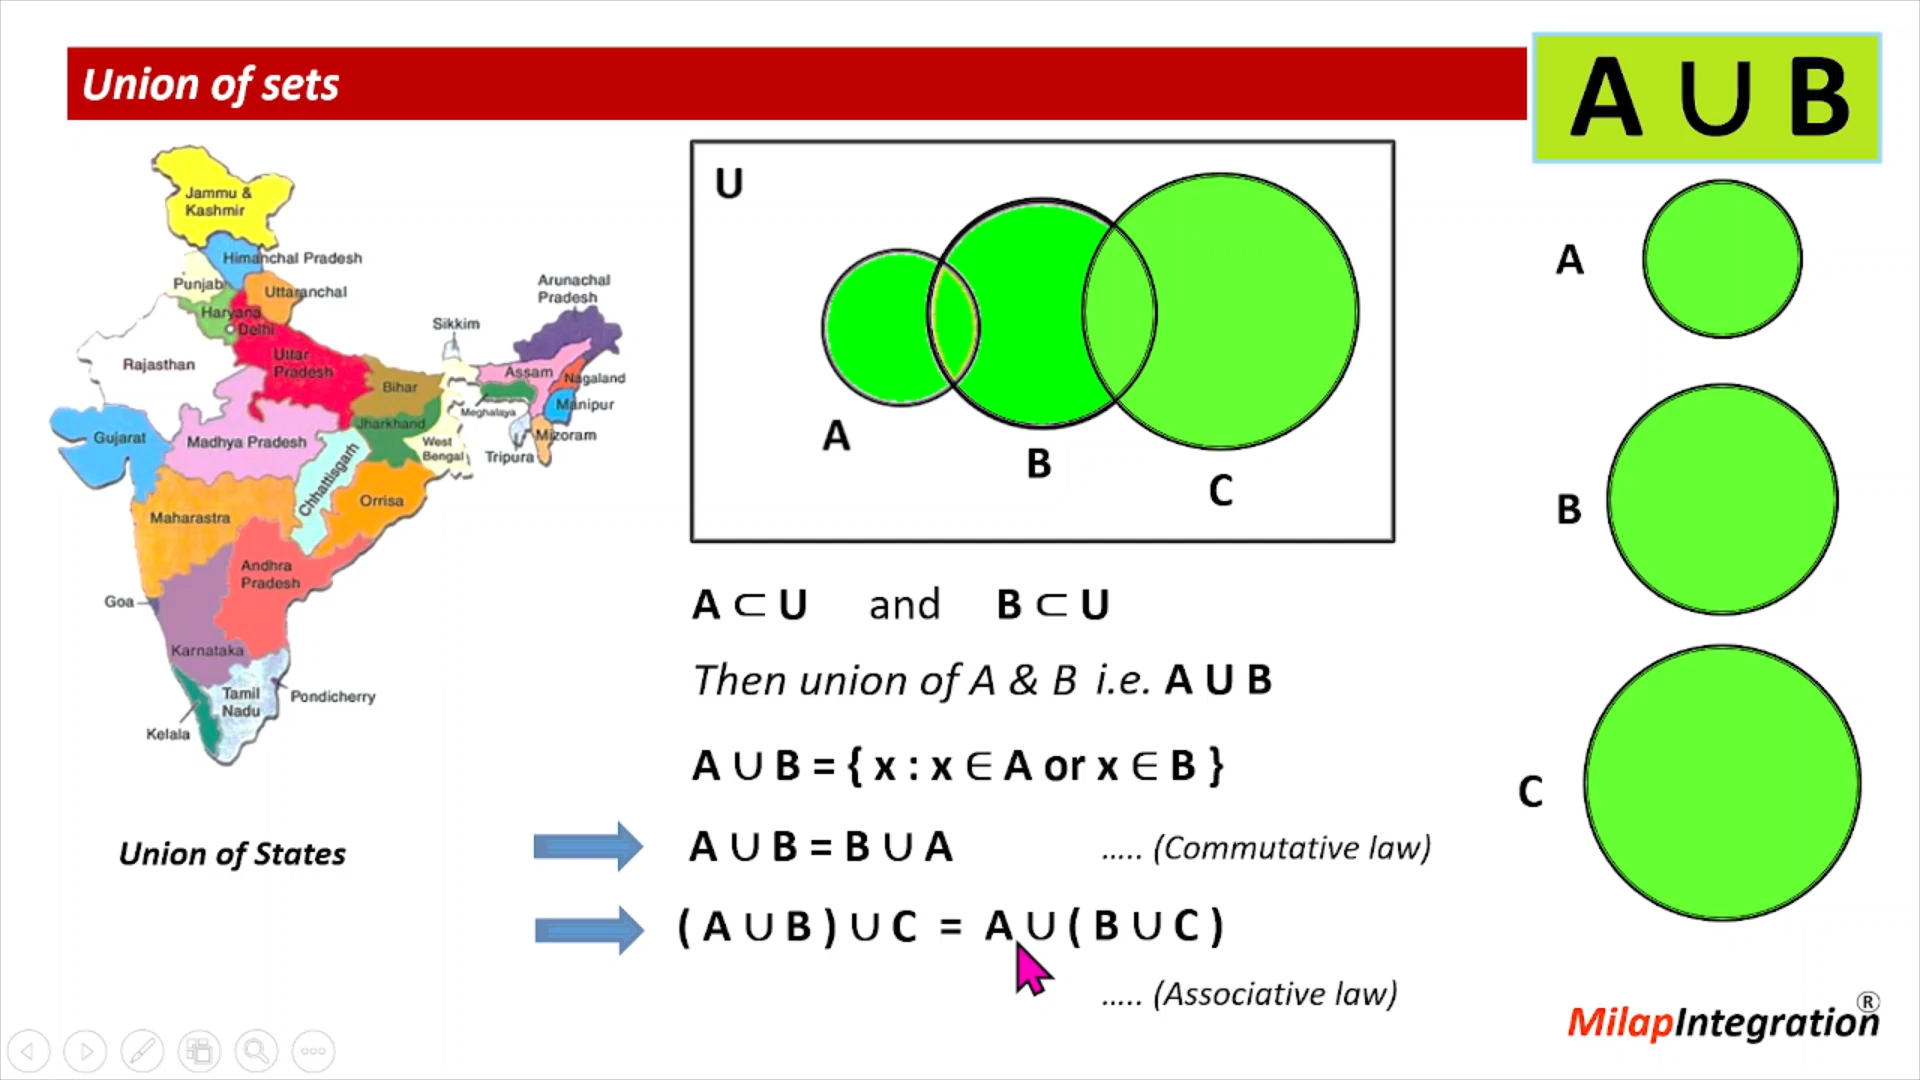 Union of sets
A ∪ B
Jammu &
Kashmir
Himanchal Pradesh
Punjab
Uttaranchal
Haryana
Delhi
Rajasthan
Uttar
Pradesh
Bihar
Sikkim
Arunachal
Pradesh
Assam
Nagaland
Meghalaya
Manipur
Mizoram
Tripura
West
Bengal
Jharkhand
Gujarat
Madhya Pradesh
Chhattisgarh
Orrisa
Maharastra
Andhra
Pradesh
Goa
Karnataka
Tamil
Nadu
Pondicherry
Kelala
Union of States
U
A
B
C
A ⊂ U and B ⊂ U
Then union of A & B i.e. A U B
A ∪ B = { x : x ∈ A or x ∈ B }
A ∪ B = B ∪ A ..... (Commutative law)
( A ∪ B ) ∪ C = A ∪ ( B ∪ C )
..... (Associative law)
A
B
C
MilapIntegration®